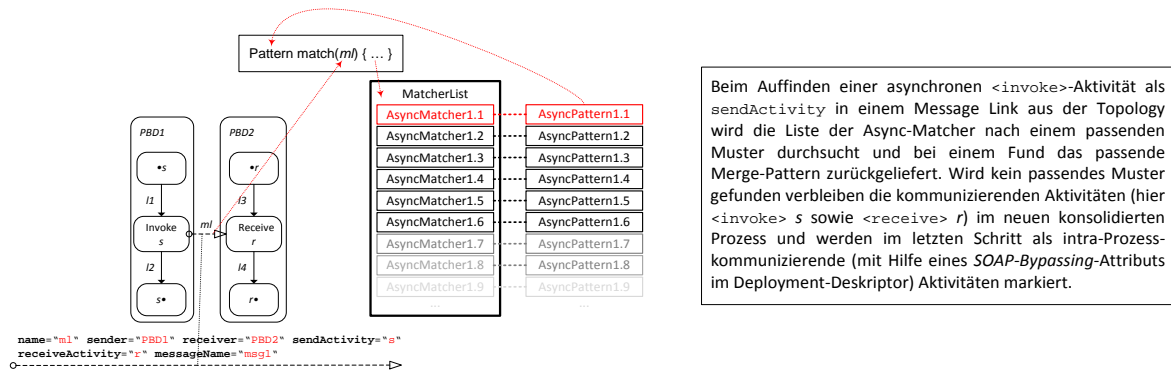 Pattern match(ml) { … }
MatcherList
AsyncMatcher1.1
AsyncPattern1.1
AsyncMatcher1.2
AsyncPattern1.2
AsyncMatcher1.3
AsyncPattern1.3
AsyncMatcher1.4
AsyncPattern1.4
AsyncMatcher1.5
AsyncPattern1.5
AsyncMatcher1.6
AsyncPattern1.6
AsyncMatcher1.7
AsyncPattern1.7
AsyncMatcher1.8
AsyncPattern1.8
AsyncMatcher1.9
AsyncPattern1.9
...
...
PBD1
PBD2
•s
•r
l1
l3
Invoke
s
ml
Receive
r
l2
l4
s•
r•
name="ml" sender="PBD1" receiver="PBD2" sendActivity="s"
receiveActivity="r" messageName="msg1"
Beim Auffinden einer asynchronen <invoke>-Aktivität als
sendActivity in einem Message Link aus der Topology
wird die Liste der Async-Matcher nach einem passenden
Muster durchsucht und bei einem Fund das passende
Merge-Pattern zurückgeliefert. Wird kein passendes Muster
gefunden verbleiben die kommunizierenden Aktivitäten (hier
<invoke> s sowie <receive> r) im neuen konsolidierten
Prozess und werden im letzten Schritt als intra-Prozess-
kommunizierende (mit Hilfe eines SOAP-Bypassing-Attributs
im Deployment-Deskriptor) Aktivitäten markiert.